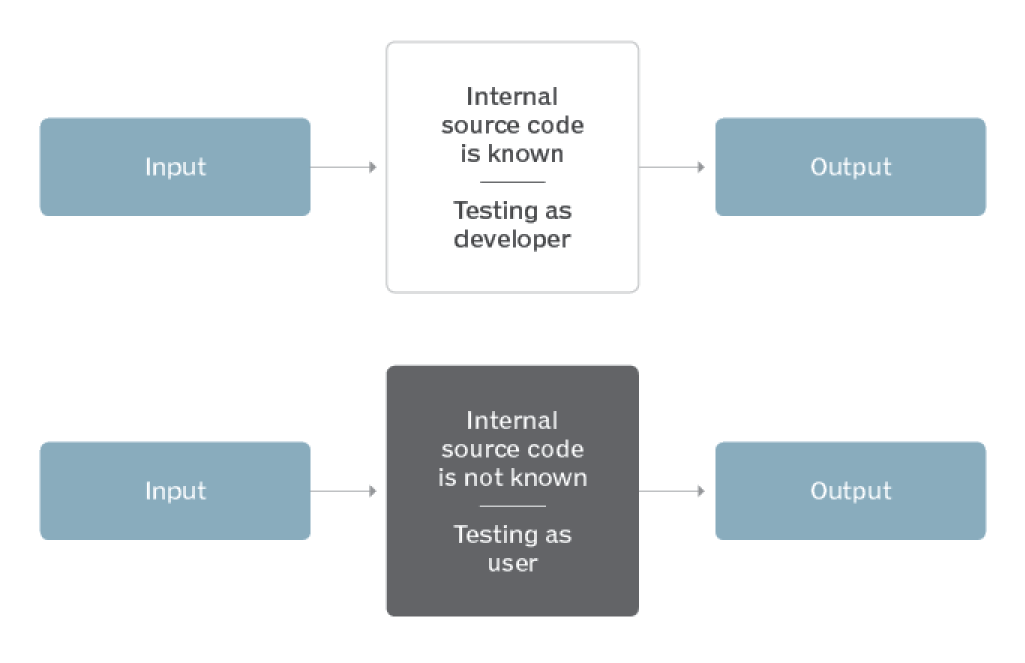 Input
Internal
source code
is known
Testing as
developer
Output
Input
Internal
source code
is not known
Testing as
user
Output